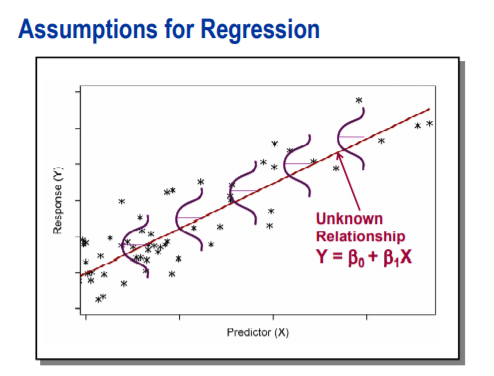 Assumptions for Regression
Response (Y)
Unknown
Relationship
Y = β₀ + β₁X
Predictor (X)